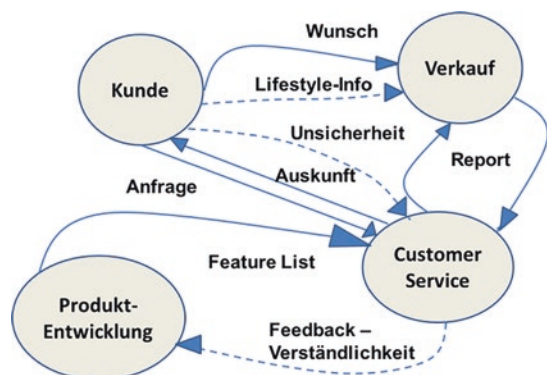 Wunsch
Kunde
Verkauf
Lifestyle-Info
Unsicherheit
Auskunft
Report
Anfrage
Feature List
Customer
Service
Produkt-
Entwicklung
Feedback –
Verständlichkeit